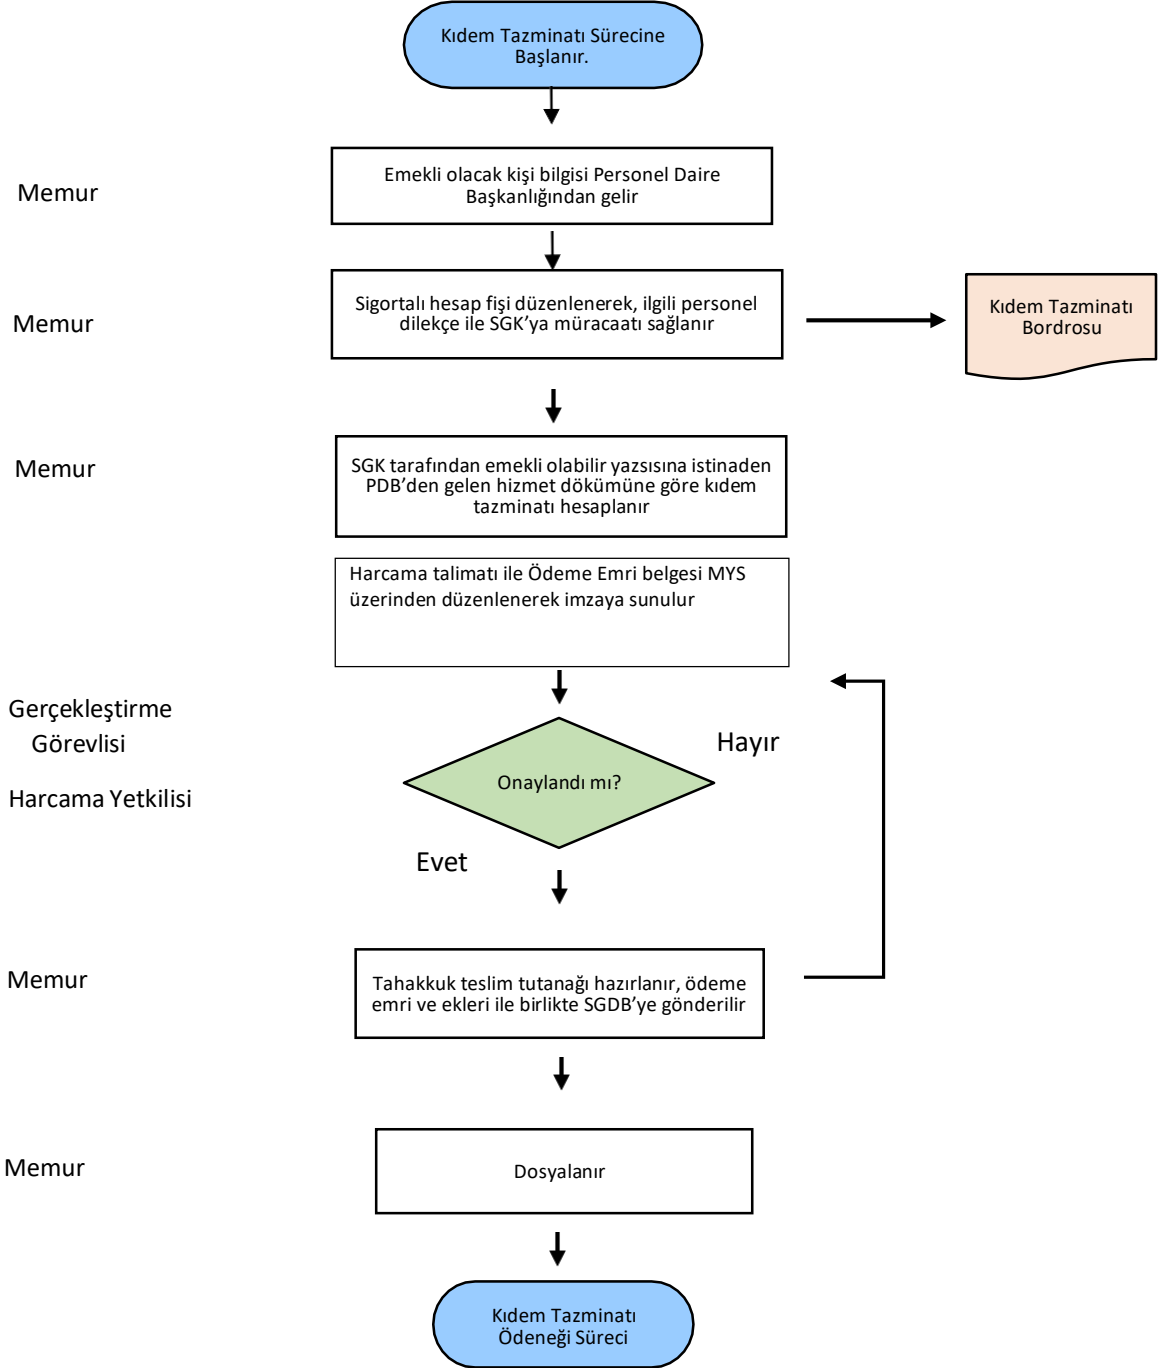 Kıdem Tazminatı Sürecine
Başlanır.
Memur
Emekli olacak kişi bilgisi Personel Daire
Başkanlığından gelir
Memur
Sigortalı hesap fişi düzenlenerek, ilgili personel
dilekçe ile SGK’ya müracaatı sağlanır
Kıdem Tazminatı
Bordrosu
Memur
SGK tarafından emekli olabilir yazsısına istinaden
PDB’den gelen hizmet dökümüne göre kıdem
tazminatı hesaplanır
Harcama talimatı ile Ödeme Emri belgesi MYS
üzerinden düzenlenerek imzaya sunulur
Gerçekleştirme
Görevlisi
Harcama Yetkilisi
Hayır
Onaylandı mı?
Evet
Memur
Tahakkuk teslim tutanağı hazırlanır, ödeme
emri ve ekleri ile birlikte SGDB’ye gönderilir
Memur
Dosyalanır
Kıdem Tazminatı
Ödeneği Süreci